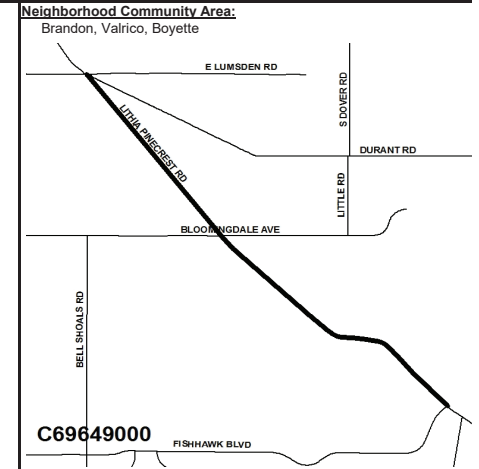 Neighborhood Community Area:
Brandon, Valrico, Boyette
E LUMSDEN RD
S DOVER RD
LITHIA PINECREST RD
DURANT RD
LITTLE RD
BLOOMINGDALE AVE
BELL SHOALS RD
C69649000
FISHHAWK BLVD